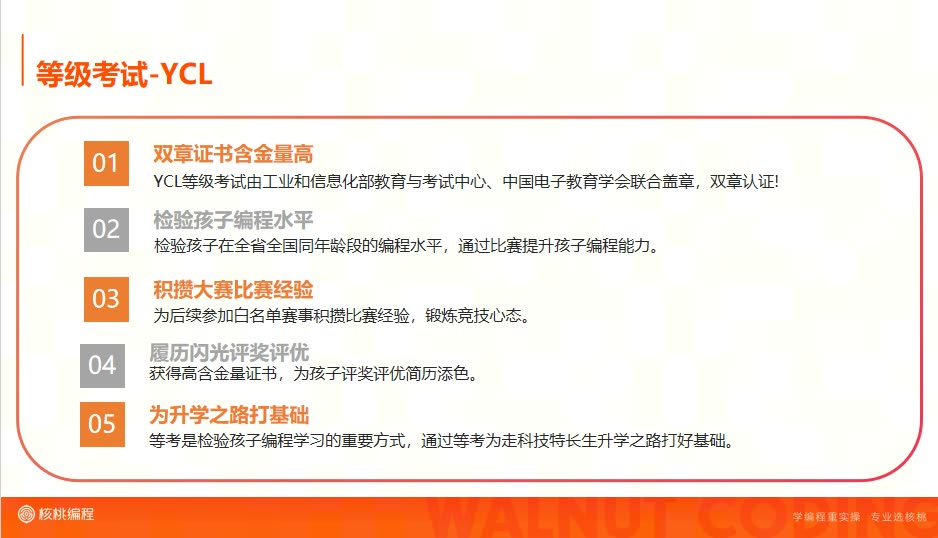 等级考试-YCL
01
双章证书含金量高
YCL等级考试由工业和信息化部教育与考试中心、中国电子教育学会联合盖章，双章认证!
02
检验孩子编程水平
检验孩子在全省全国同年龄段的编程水平，通过比赛提升孩子编程能力。
03
积攒大赛比赛经验
为后续参加白名单赛事积攒比赛经验，锻炼竞技心态。
04
履历闪光评奖评优
获得高含金量证书，为孩子评奖评优简历添色。
05
为升学之路打基础
等考是检验孩子编程学习的重要方式，通过等考为走科技特长生升学之路打好基础。
核桃编程
WALNUT CODING
学编程重实操 专业选核桃